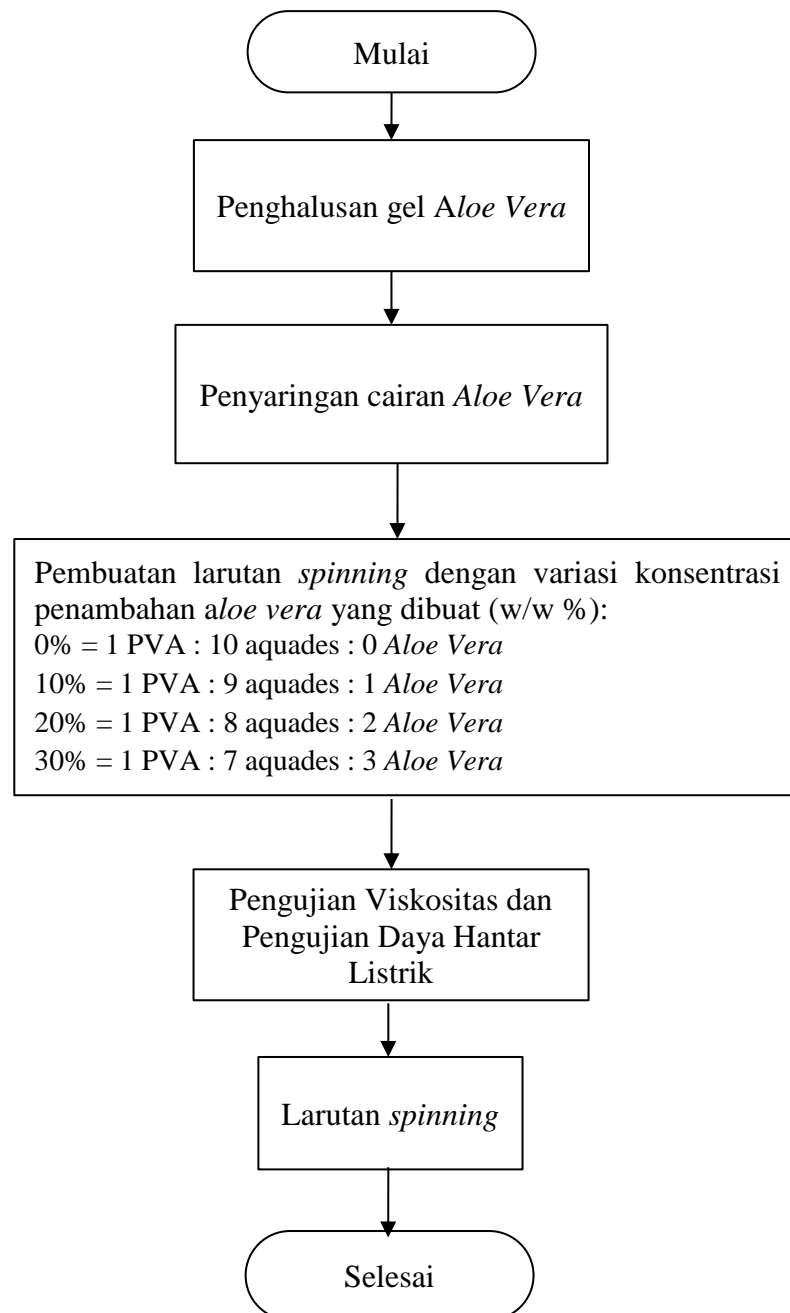 Mulai
Penghalusan gel Aloe Vera
Penyaringan cairan Aloe Vera
Pembuatan larutan spinning dengan variasi konsentrasi
penambahan aloe vera yang dibuat (w/w %):
0% = 1 PVA : 10 aquades : 0 Aloe Vera
10% = 1 PVA : 9 aquades : 1 Aloe Vera
20% = 1 PVA : 8 aquades : 2 Aloe Vera
30% = 1 PVA : 7 aquades : 3 Aloe Vera
Pengujian Viskositas dan
Pengujian Daya Hantar
Listrik
Larutan spinning
Selesai